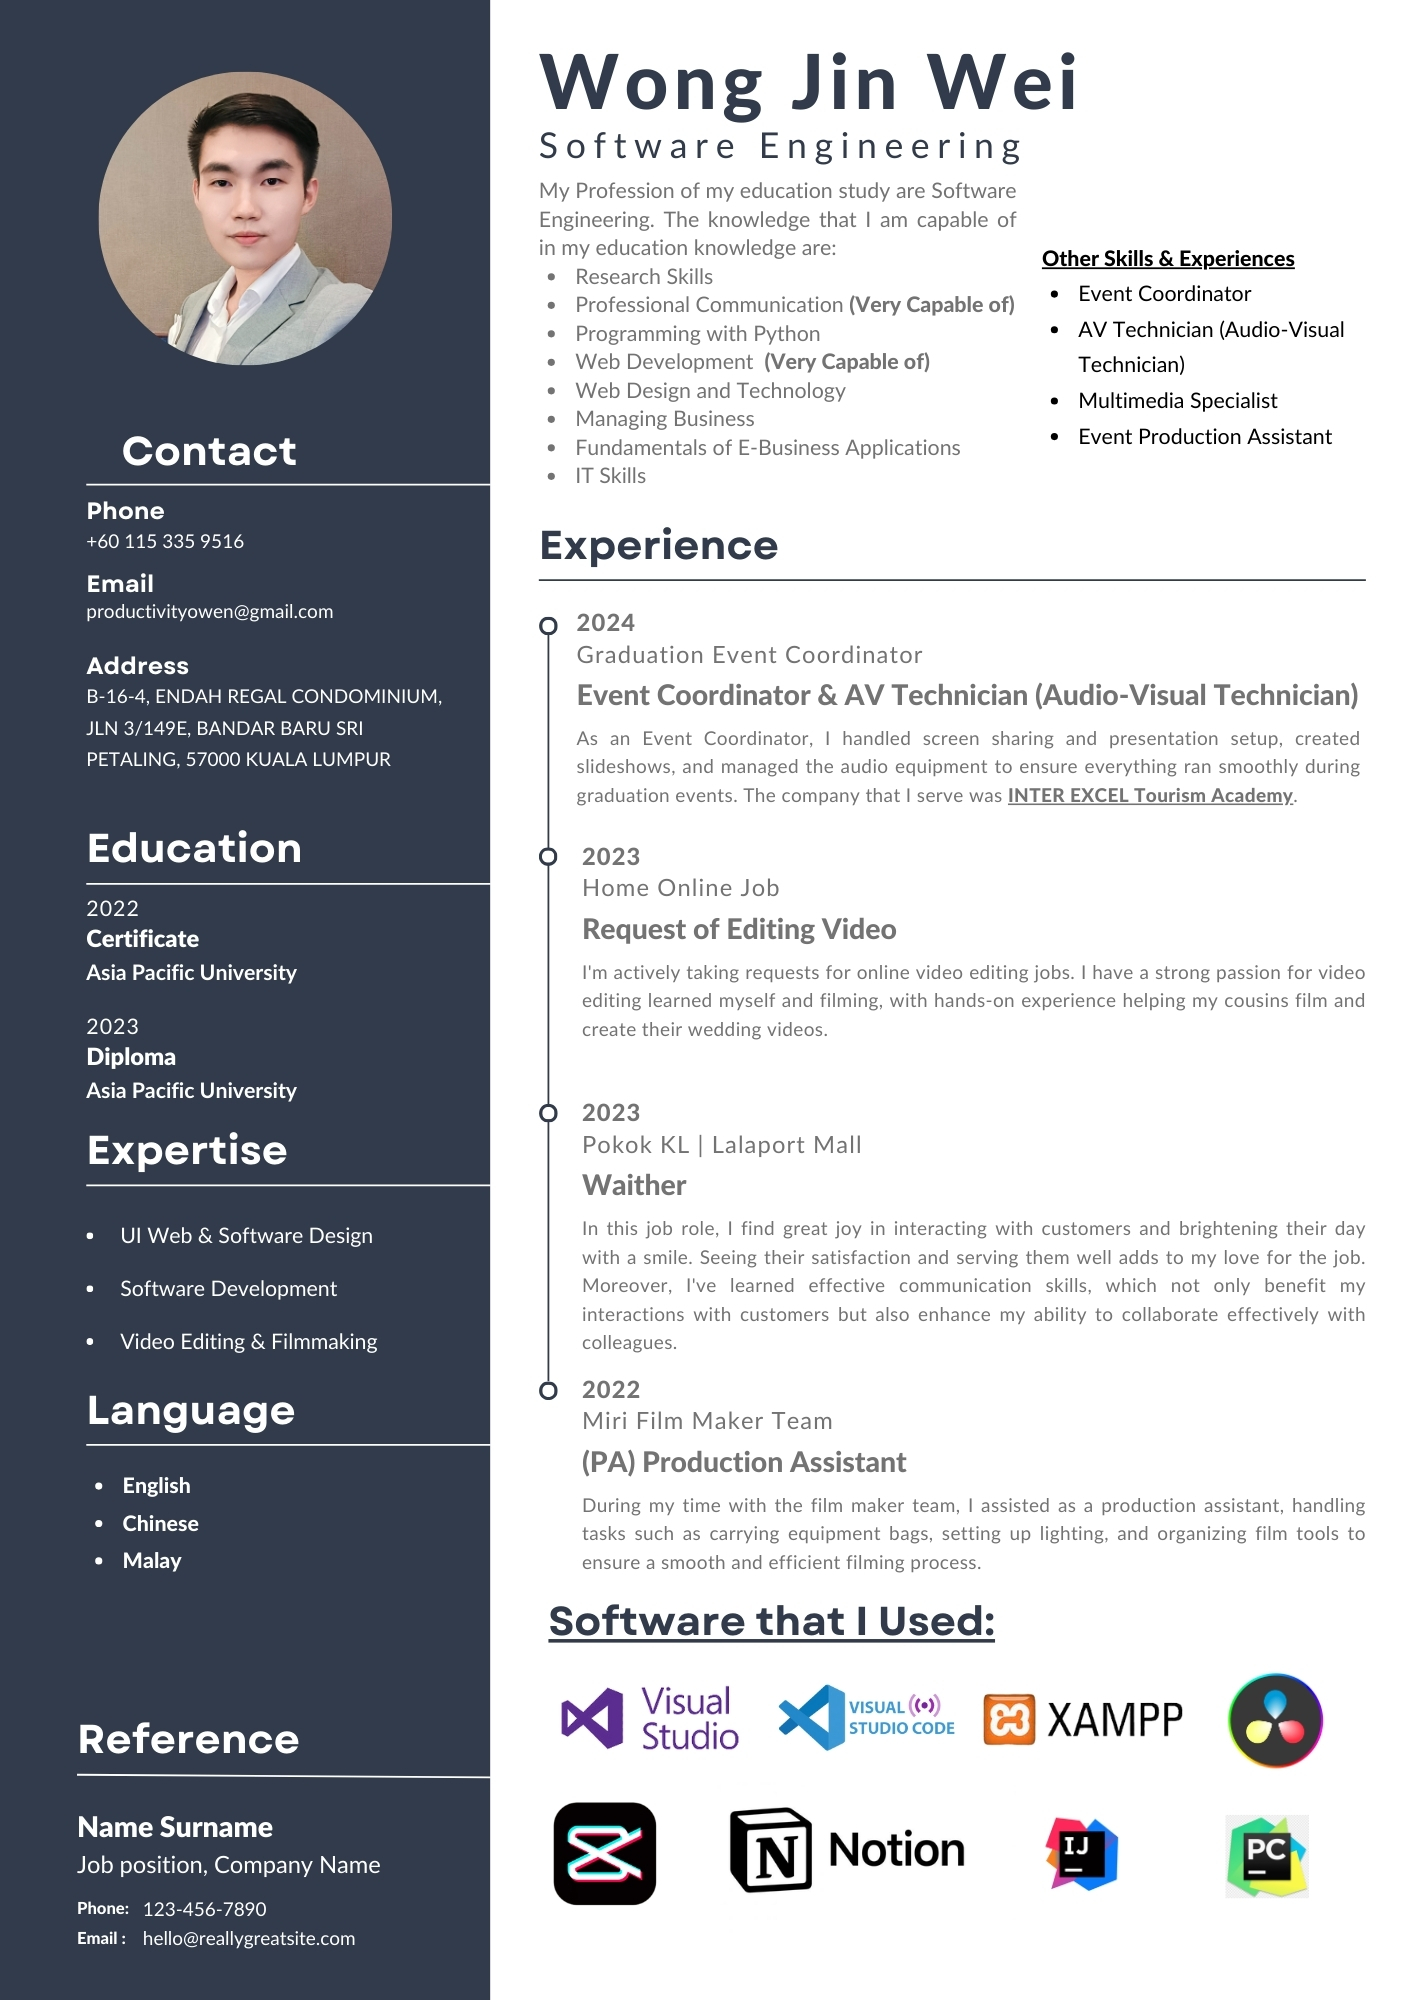 Wong Jin Wei
Software Engineering
My Profession of my education study are Software
Engineering. The knowledge that I am capable of
in my education knowledge are:
• Research Skills
• Professional Communication (Very Capable of)
• Programming with Python
• Web Development (Very Capable of)
• Web Design and Technology
• Managing Business
• Fundamentals of E-Business Applications
• IT Skills
Other Skills & Experiences
• Event Coordinator
• AV Technician (Audio-Visual
Technician)
• Multimedia Specialist
• Event Production Assistant
Contact
Phone
+60 115 335 9516
Email
productivityowen@gmail.com
Address
B-16-4, ENDAH REGAL CONDOMINIUM,
JLN 3/149E, BANDAR BARU SRI
PETALING, 57000 KUALA LUMPUR
Education
2022
Certificate
Asia Pacific University
2023
Diploma
Asia Pacific University
Expertise
• UI Web & Software Design
• Software Development
• Video Editing & Filmmaking
Language
• English
• Chinese
• Malay
Reference
Name Surname
Job position, Company Name
Phone: 123-456-7890
Email : hello@reallygreatsite.com
Experience
2024
Graduation Event Coordinator
Event Coordinator & AV Technician (Audio-Visual Technician)
As an Event Coordinator, I handled screen sharing and presentation setup, created
slideshows, and managed the audio equipment to ensure everything ran smoothly during
graduation events. The company that I serve was INTER EXCEL Tourism Academy.
2023
Home Online Job
Request of Editing Video
I'm actively taking requests for online video editing jobs. I have a strong passion for video
editing learned myself and filming, with hands-on experience helping my cousins film and
create their wedding videos.
2023
Pokok KL | Lalaport Mall
Waither
In this job role, I find great joy in interacting with customers and brightening their day
with a smile. Seeing their satisfaction and serving them well adds to my love for the job.
Moreover, I've learned effective communication skills, which not only benefit my
interactions with customers but also enhance my ability to collaborate effectively with
colleagues.
2022
Miri Film Maker Team
(PA) Production Assistant
During my time with the film maker team, I assisted as a production assistant, handling
tasks such as carrying equipment bags, setting up lighting, and organizing film tools to
ensure a smooth and efficient filming process.
Software that I Used:
Visual
Studio
VISUAL
STUDIO CODE
XAMPP
N Notion
IJ
PC